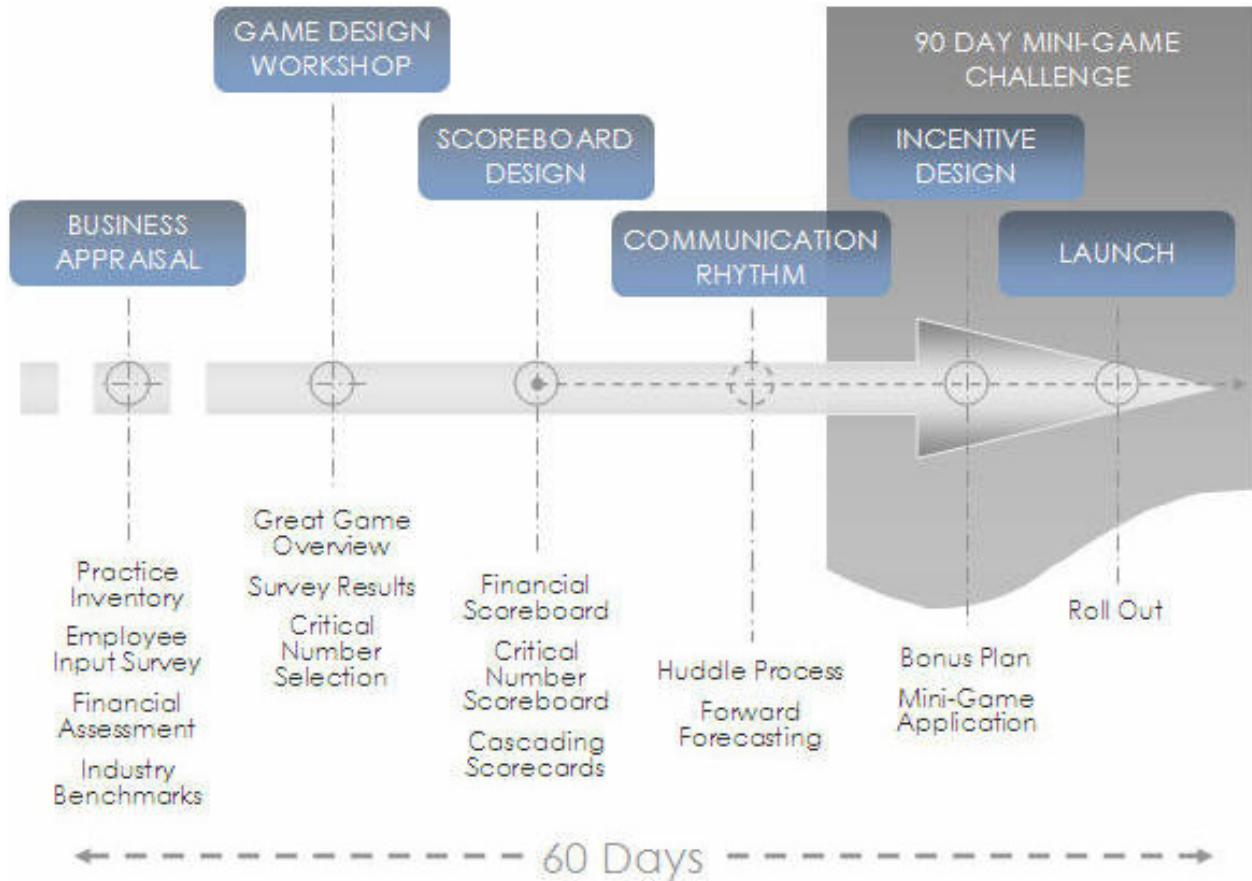 GAME DESIGN
WORKSHOP
90 DAY MINI-GAME
CHALLENGE
SCOREBOARD
DESIGN
INCENTIVE
DESIGN
BUSINESS
APPRAISAL
COMMUNICATION
RHYTHM
LAUNCH
Practice
Inventory
Employee
Input Survey
Financial
Assessment
Industry
Benchmarks
Great Game
Overview
Survey Results
Critical
Number
Selection
Financial
Scoreboard
Critical
Number
Scoreboard
Cascading
Scorecards
Huddle Process
Forward
Forecasting
Bonus Plan
Mini-Game
Application
Roll Out
60 Days